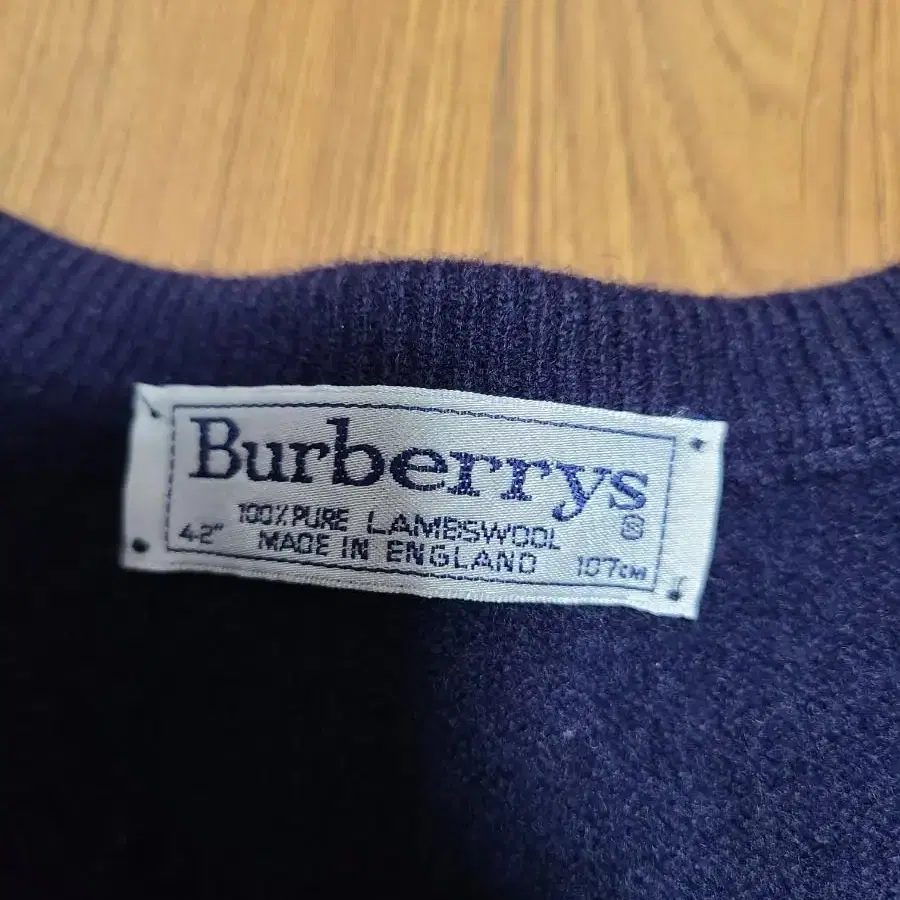 Burberrys®
100% PURE LAMBSWOOL
42" MADE IN ENGLAND 107cm